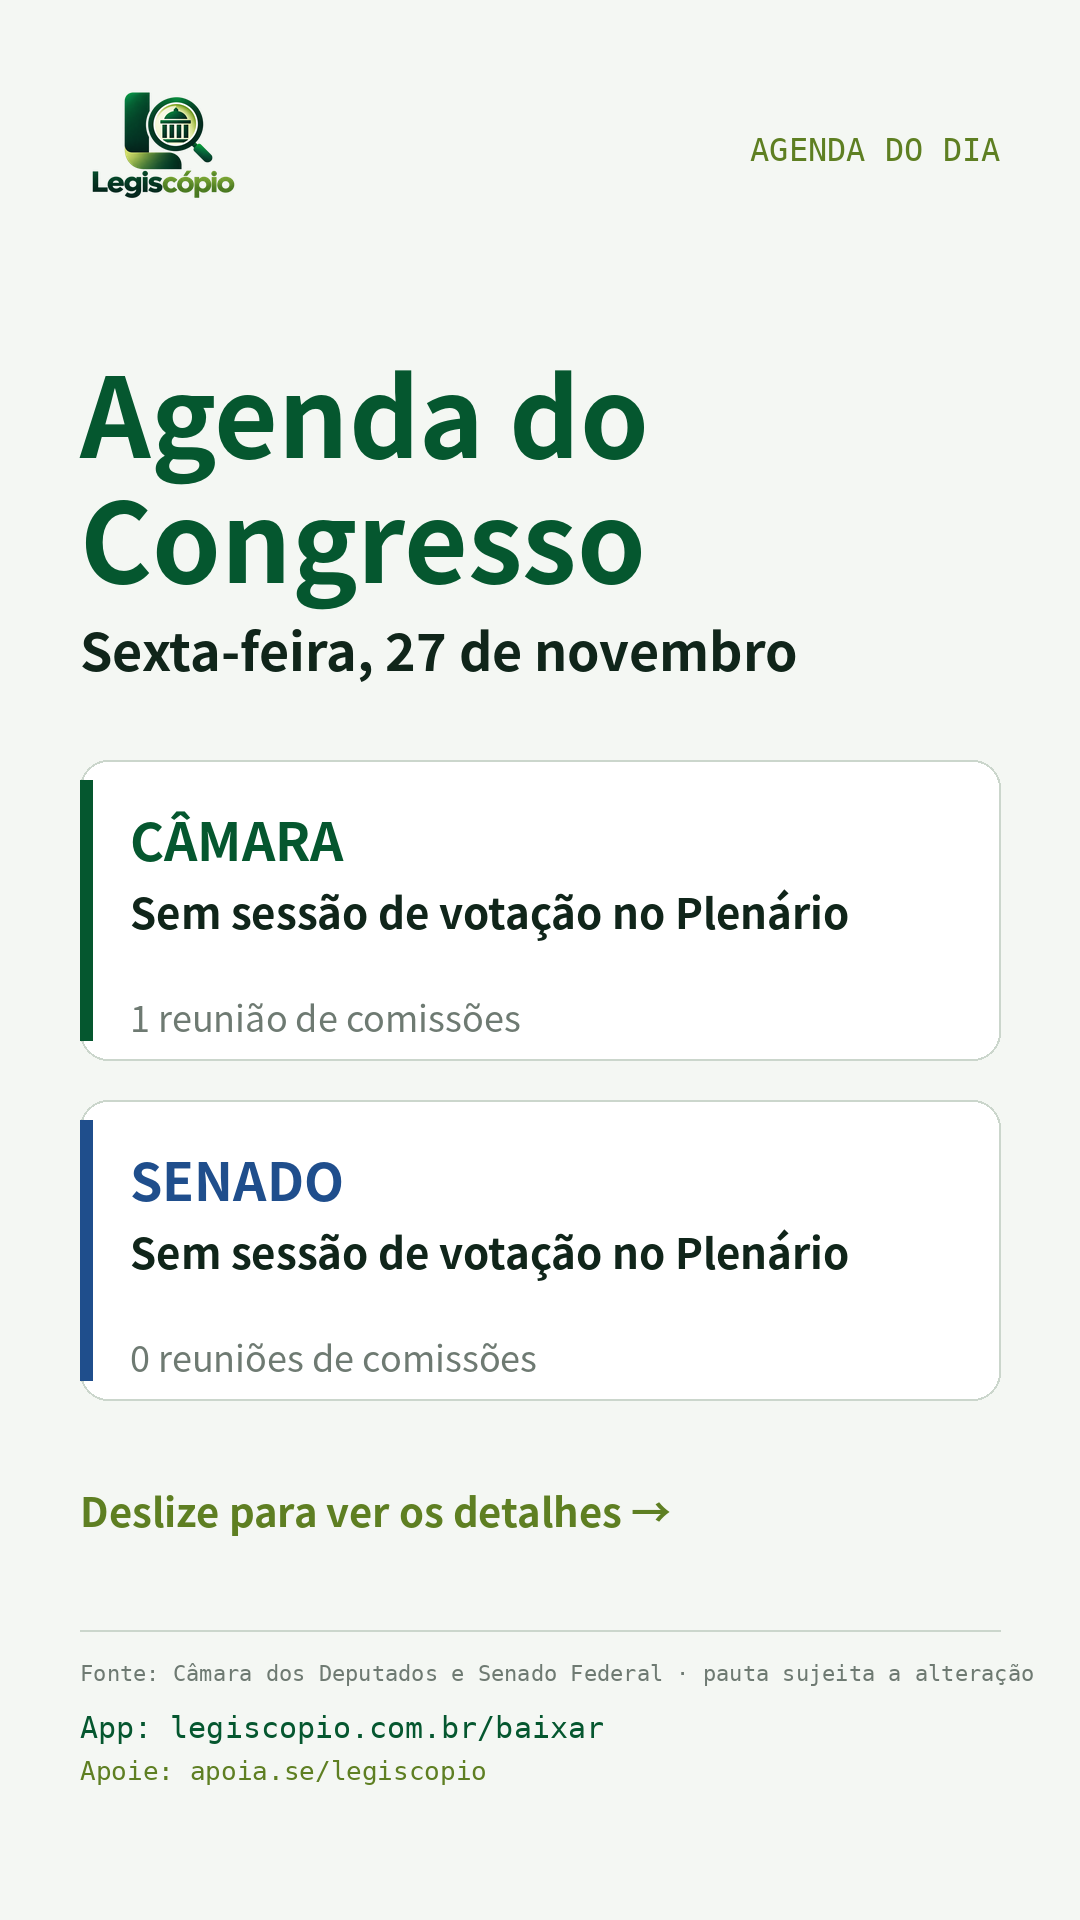 Legiscópio
AGENDA DO DIA
Agenda do
Congresso
Sexta-feira, 27 de novembro
CÂMARA
Sem sessão de votação no Plenário
1 reunião de comissões
SENADO
Sem sessão de votação no Plenário
0 reuniões de comissões
Deslize para ver os detalhes →
Fonte: Câmara dos Deputados e Senado Federal · pauta sujeita a alteração
App: legiscopio.com.br/baixar
Apoie: apoia.se/legiscopio